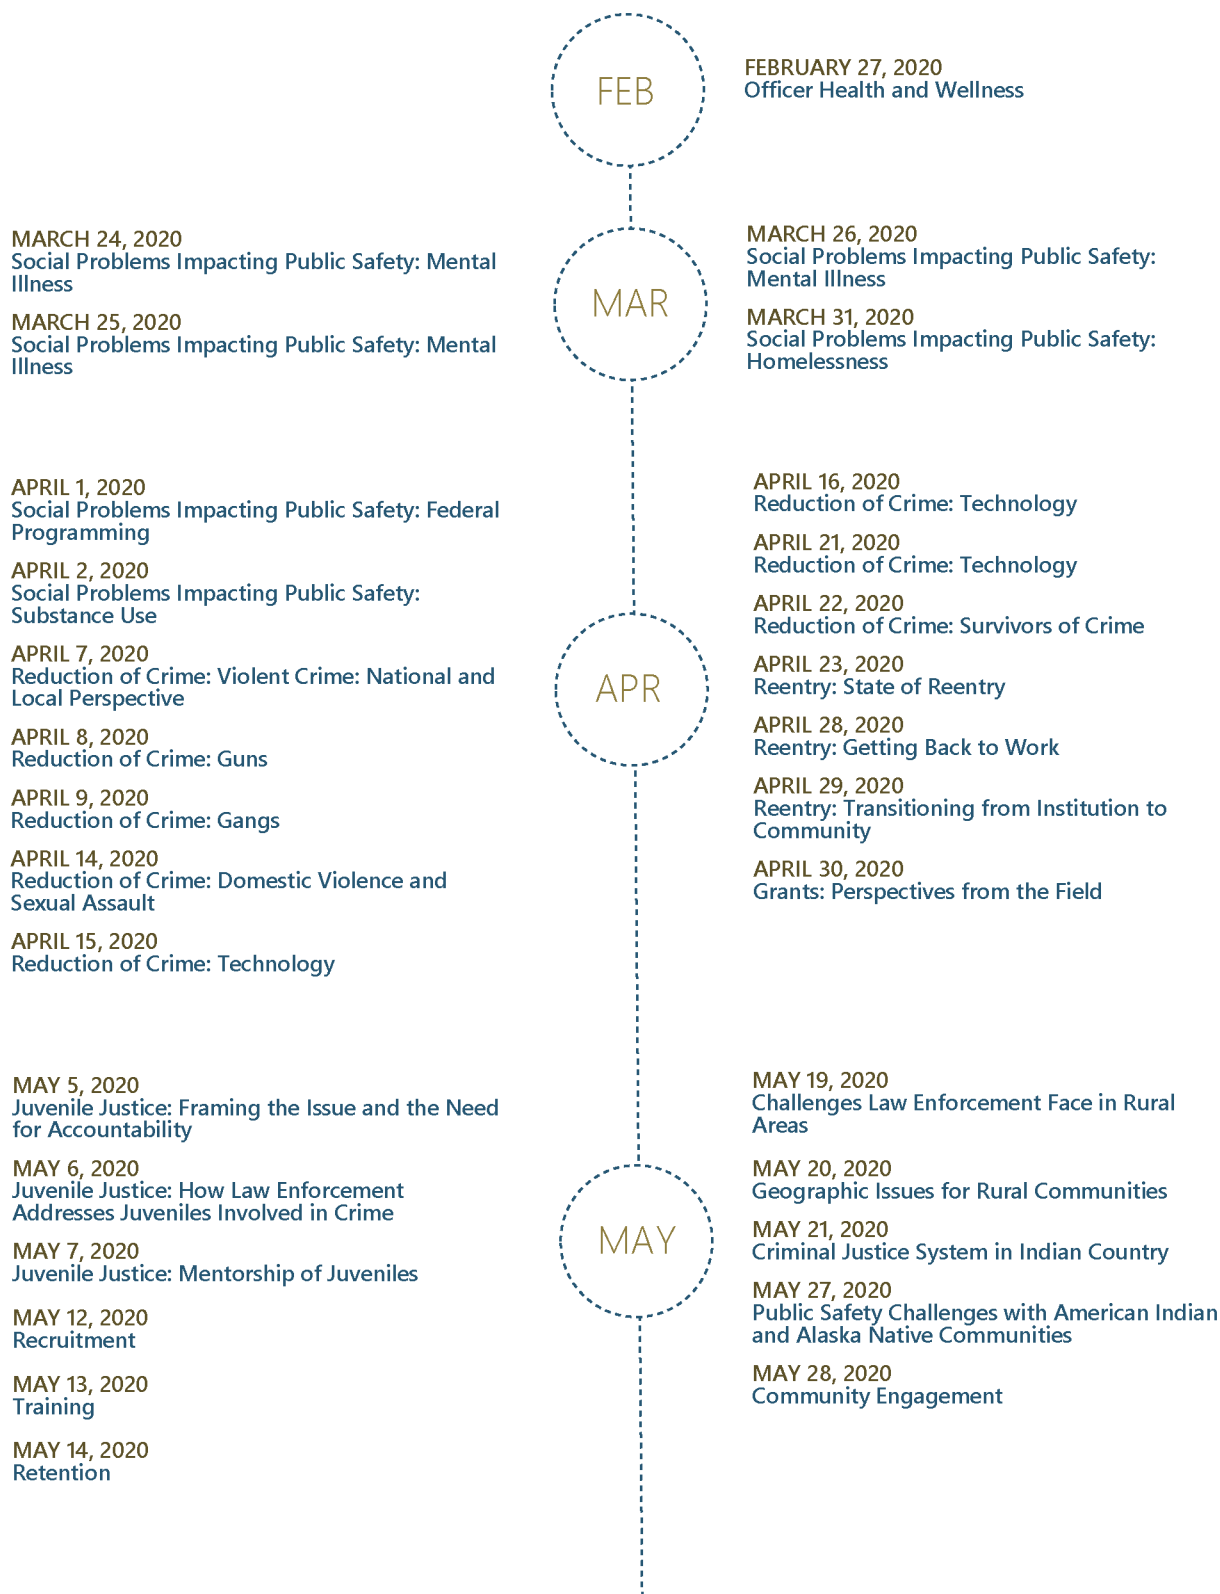 FEB
FEBRUARY 27, 2020
Officer Health and Wellness
MARCH 24, 2020
Social Problems Impacting Public Safety: Mental
Illness
MARCH 25, 2020
Social Problems Impacting Public Safety: Mental
Illness
MAR
MARCH 26, 2020
Social Problems Impacting Public Safety:
Mental Illness
MARCH 31, 2020
Social Problems Impacting Public Safety:
Homelessness
APRIL 1, 2020
Social Problems Impacting Public Safety: Federal
Programming
APRIL 2, 2020
Social Problems Impacting Public Safety:
Substance Use
APRIL 7, 2020
Reduction of Crime: Violent Crime: National and
Local Perspective
APRIL 8, 2020
Reduction of Crime: Guns
APRIL 9, 2020
Reduction of Crime: Gangs
APRIL 14, 2020
Reduction of Crime: Domestic Violence and
Sexual Assault
APRIL 15, 2020
Reduction of Crime: Technology
APR
APRIL 16, 2020
Reduction of Crime: Technology
APRIL 21, 2020
Reduction of Crime: Technology
APRIL 22, 2020
Reduction of Crime: Survivors of Crime
APRIL 23, 2020
Reentry: State of Reentry
APRIL 28, 2020
Reentry: Getting Back to Work
APRIL 29, 2020
Reentry: Transitioning from Institution to
Community
APRIL 30, 2020
Grants: Perspectives from the Field
MAY 5, 2020
Juvenile Justice: Framing the Issue and the Need
for Accountability
MAY 6, 2020
Juvenile Justice: How Law Enforcement
Addresses Juveniles Involved in Crime
MAY 7, 2020
Juvenile Justice: Mentorship of Juveniles
MAY 12, 2020
Recruitment
MAY 13, 2020
Training
MAY 14, 2020
Retention
MAY
MAY 19, 2020
Challenges Law Enforcement Face in Rural
Areas
MAY 20, 2020
Geographic Issues for Rural Communities
MAY 21, 2020
Criminal Justice System in Indian Country
MAY 27, 2020
Public Safety Challenges with American Indian
and Alaska Native Communities
MAY 28, 2020
Community Engagement